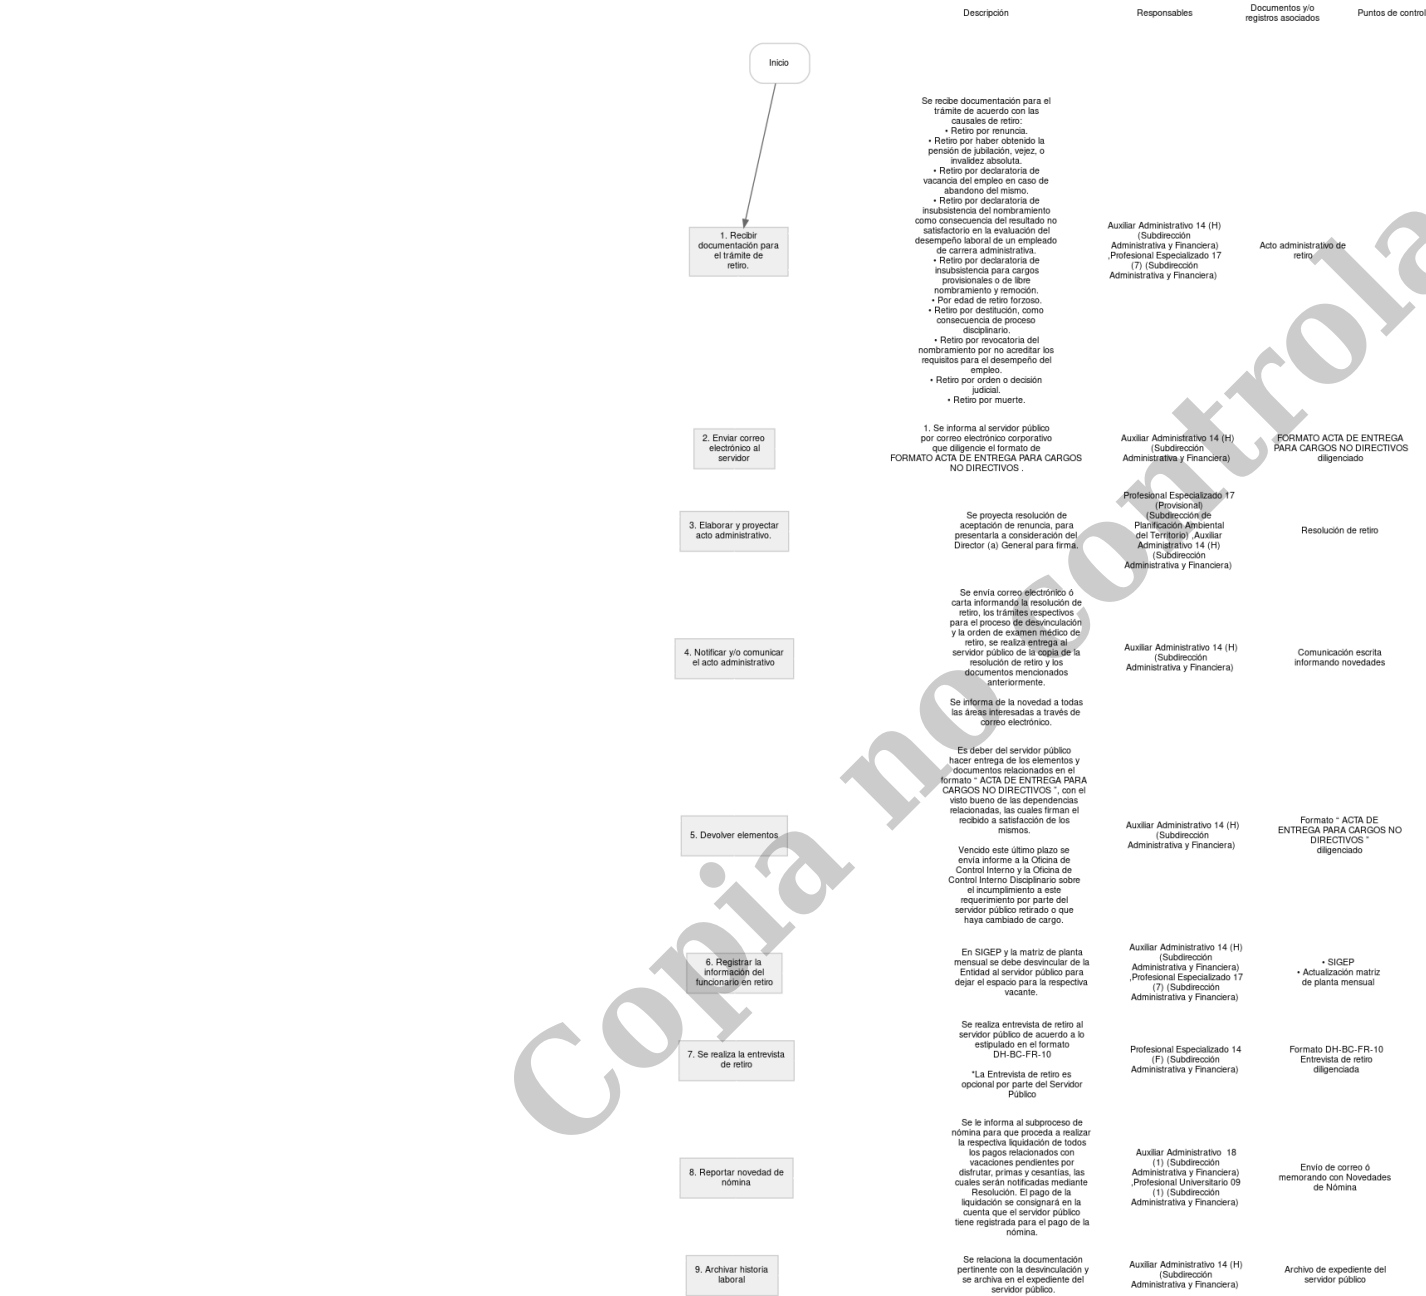 Descripción
Responsables
Documentos y/o
registros asociados
Puntos de control
Inicio
1. Recibir
documentación para
el trámite de
retiro.
Se recibe documentación para el
trámite de acuerdo con las
causales de retiro:
• Retiro por renuncia.
• Retiro por haber obtenido la
pensión de jubilación, vejez, o
invalidez absoluta.
• Retiro por declaratoria de
vacancia del empleo en caso de
abandono del mismo.
• Retiro por declaratoria de
insubsistencia del nombramiento
como consecuencia del resultado no
satisfactorio en la evaluación del
desempeño laboral de un empleado
de carrera administrativa.
• Retiro por declaratoria de
insubsistencia para cargos
provisionales o de libre
nombramiento y remoción.
• Por edad de retiro forzoso.
• Retiro por destitución, como
consecuencia de proceso
disciplinario.
• Retiro por revocatoria del
nombramiento por no acreditar los
requisitos para el desempeño del
empleo.
• Retiro por orden o decisión
judicial.
• Retiro por muerte.
Auxiliar Administrativo 14 (H)
(Subdirección
Administrativa y Financiera)
,Profesional Especializado 17
(7) (Subdirección
Administrativa y Financiera)
Acto administrativo de
retiro
2. Enviar correo
electrónico al
servidor
1. Se informa al servidor público
por correo electrónico corporativo
que diligencie el formato de
FORMATO ACTA DE ENTREGA PARA CARGOS
NO DIRECTIVOS .
Auxiliar Administrativo 14 (H)
(Subdirección
Administrativa y Financiera)
FORMATO ACTA DE ENTREGA
PARA CARGOS NO DIRECTIVOS
diligenciado
3. Elaborar y proyectar
acto administrativo.
Se proyecta resolución de
aceptación de renuncia, para
presentarla a consideración del
Director (a) General para firma.
Profesional Especializado 17
(Provisional)
(Subdirección de
Planificación Ambiental
del Territorio) ,Auxiliar
Administrativo 14 (H)
(Subdirección
Administrativa y Financiera)
Resolución de retiro
4. Notificar y/o comunicar
el acto administrativo
Se envía correo electrónico ó
carta informando la resolución de
retiro, los trámites respectivos
para el proceso de desvinculación
y la orden de examen médico de
retiro, se realiza entrega al
servidor público de la copia de la
resolución de retiro y los
documentos mencionados
anteriormente.
Se informa de la novedad a todas
las áreas interesadas a través de
correo electrónico.
Auxiliar Administrativo 14 (H)
(Subdirección
Administrativa y Financiera)
Comunicación escrita
informando novedades
5. Devolver elementos
Es deber del servidor público
hacer entrega de los elementos y
documentos relacionados en el
formato “ ACTA DE ENTREGA PARA
CARGOS NO DIRECTIVOS ”, con el
visto bueno de las dependencias
relacionadas, las cuales firman el
recibido a satisfacción de los
mismos.
Vencido este último plazo se
envía informe a la Oficina de
Control Interno y la Oficina de
Control Interno Disciplinario sobre
el incumplimiento a este
requerimiento por parte del
servidor público retirado o que
haya cambiado de cargo.
Auxiliar Administrativo 14 (H)
(Subdirección
Administrativa y Financiera)
Formato “ ACTA DE
ENTREGA PARA CARGOS NO
DIRECTIVOS ”
diligenciado
6. Registrar la
información del
funcionario en retiro
En SIGEP y la matriz de planta
mensual se debe desvincular de la
Entidad al servidor público para
dejar el espacio para la respectiva
vacante.
Auxiliar Administrativo 14 (H)
(Subdirección
Administrativa y Financiera)
,Profesional Especializado 17
(7) (Subdirección
Administrativa y Financiera)
• SIGEP
• Actualización matriz
de planta mensual
7. Se realiza la entrevista
de retiro
Se realiza entrevista de retiro al
servidor público de acuerdo a lo
estipulado en el formato
DH-BC-FR-10
*La Entrevista de retiro es
opcional por parte del Servidor
Público
Profesional Especializado 14
(F) (Subdirección
Administrativa y Financiera)
Formato DH-BC-FR-10
Entrevista de retiro
diligenciada
8. Reportar novedad de
nómina
Se le informa al subproceso de
nómina para que proceda a realizar
la respectiva liquidación de todos
los pagos relacionados con
vacaciones pendientes por
disfrutar, primas y cesantías, las
cuales serán notificadas mediante
Resolución. El pago de la
liquidación se consignará en la
cuenta que el servidor público
tiene registrada para el pago de la
nómina.
Auxiliar Administrativo 18
(1) (Subdirección
Administrativa y Financiera)
,Profesional Universitario 09
(1) (Subdirección
Administrativa y Financiera)
Envío de correo ó
memorando con Novedades
de Nómina
9. Archivar historia
laboral
Se relaciona la documentación
pertinente con la desvinculación y
se archiva en el expediente del
servidor público.
Auxiliar Administrativo 14 (H)
(Subdirección
Administrativa y Financiera)
Archivo de expediente del
servidor público
Copia no controla